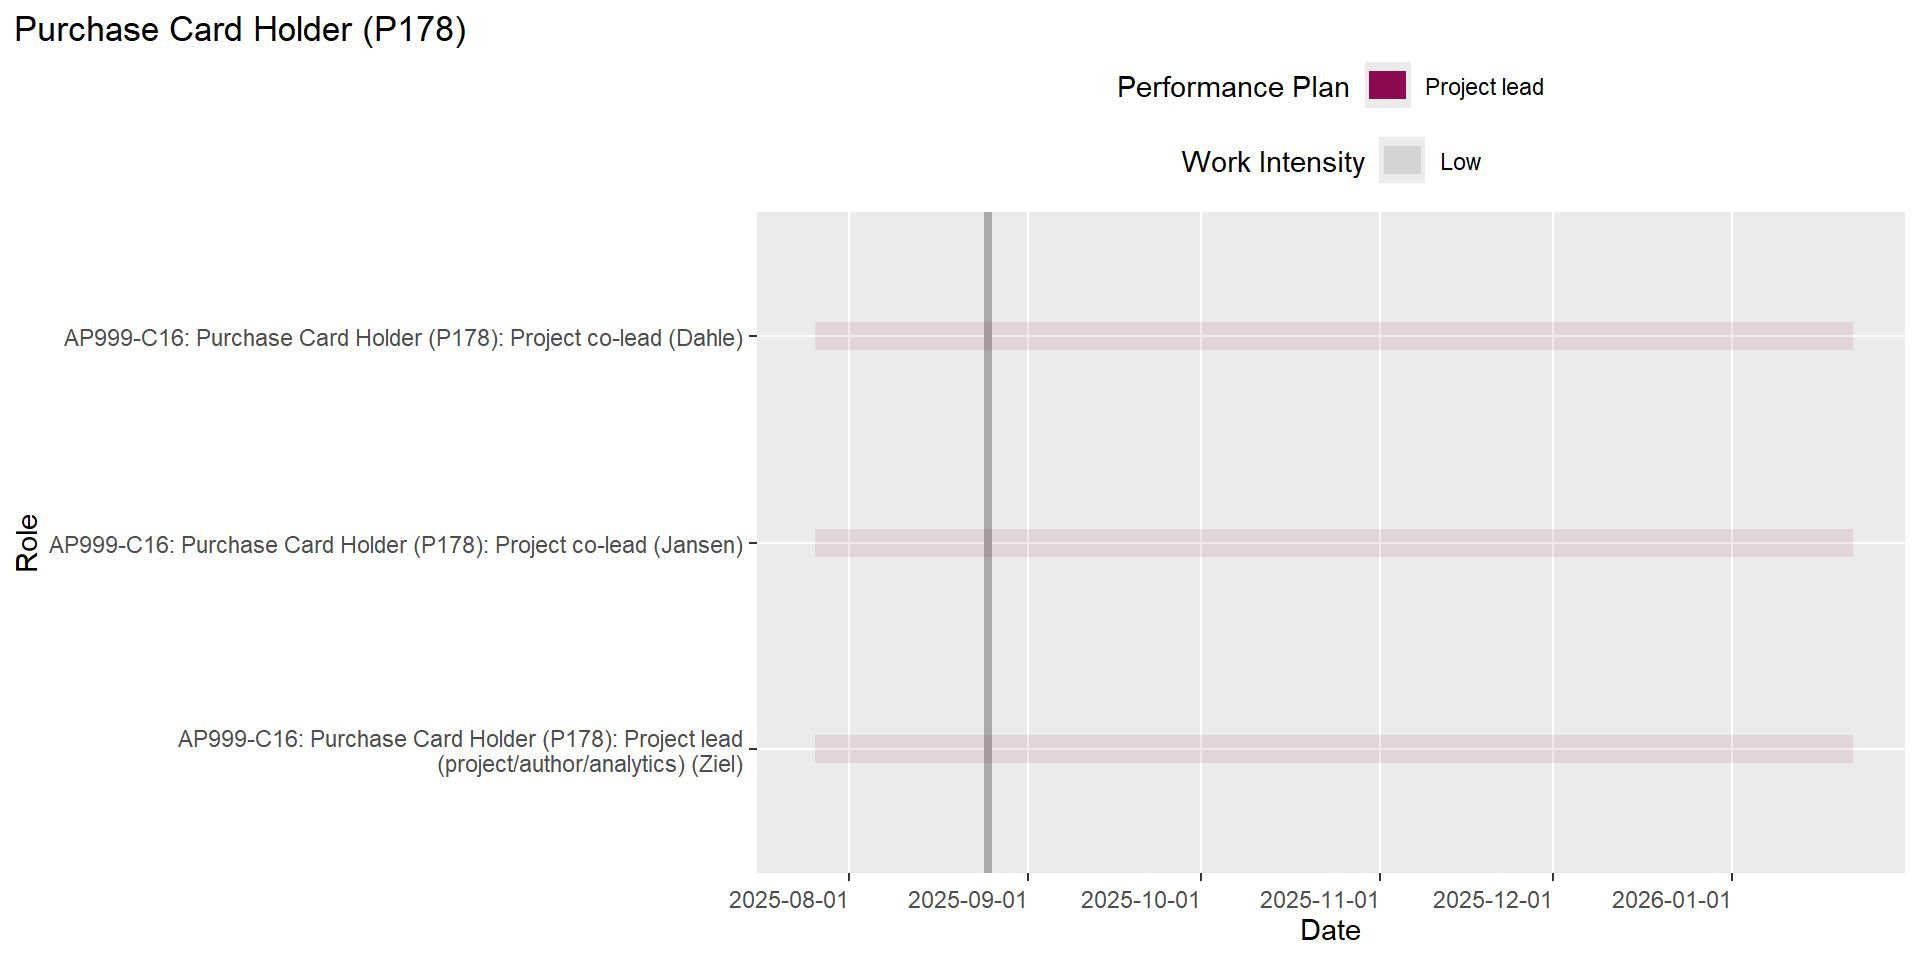 Purchase Card Holder (P178)
Performance Plan
Project lead
Work Intensity
Low
Role
AP999-C16: Purchase Card Holder (P178): Project co-lead (Dahle)
AP999-C16: Purchase Card Holder (P178): Project co-lead (Jansen)
AP999-C16: Purchase Card Holder (P178): Project lead
(project/author/analytics) (Ziel)
2025-08-01
2025-09-01
2025-10-01
2025-11-01
2025-12-01
2026-01-01
Date